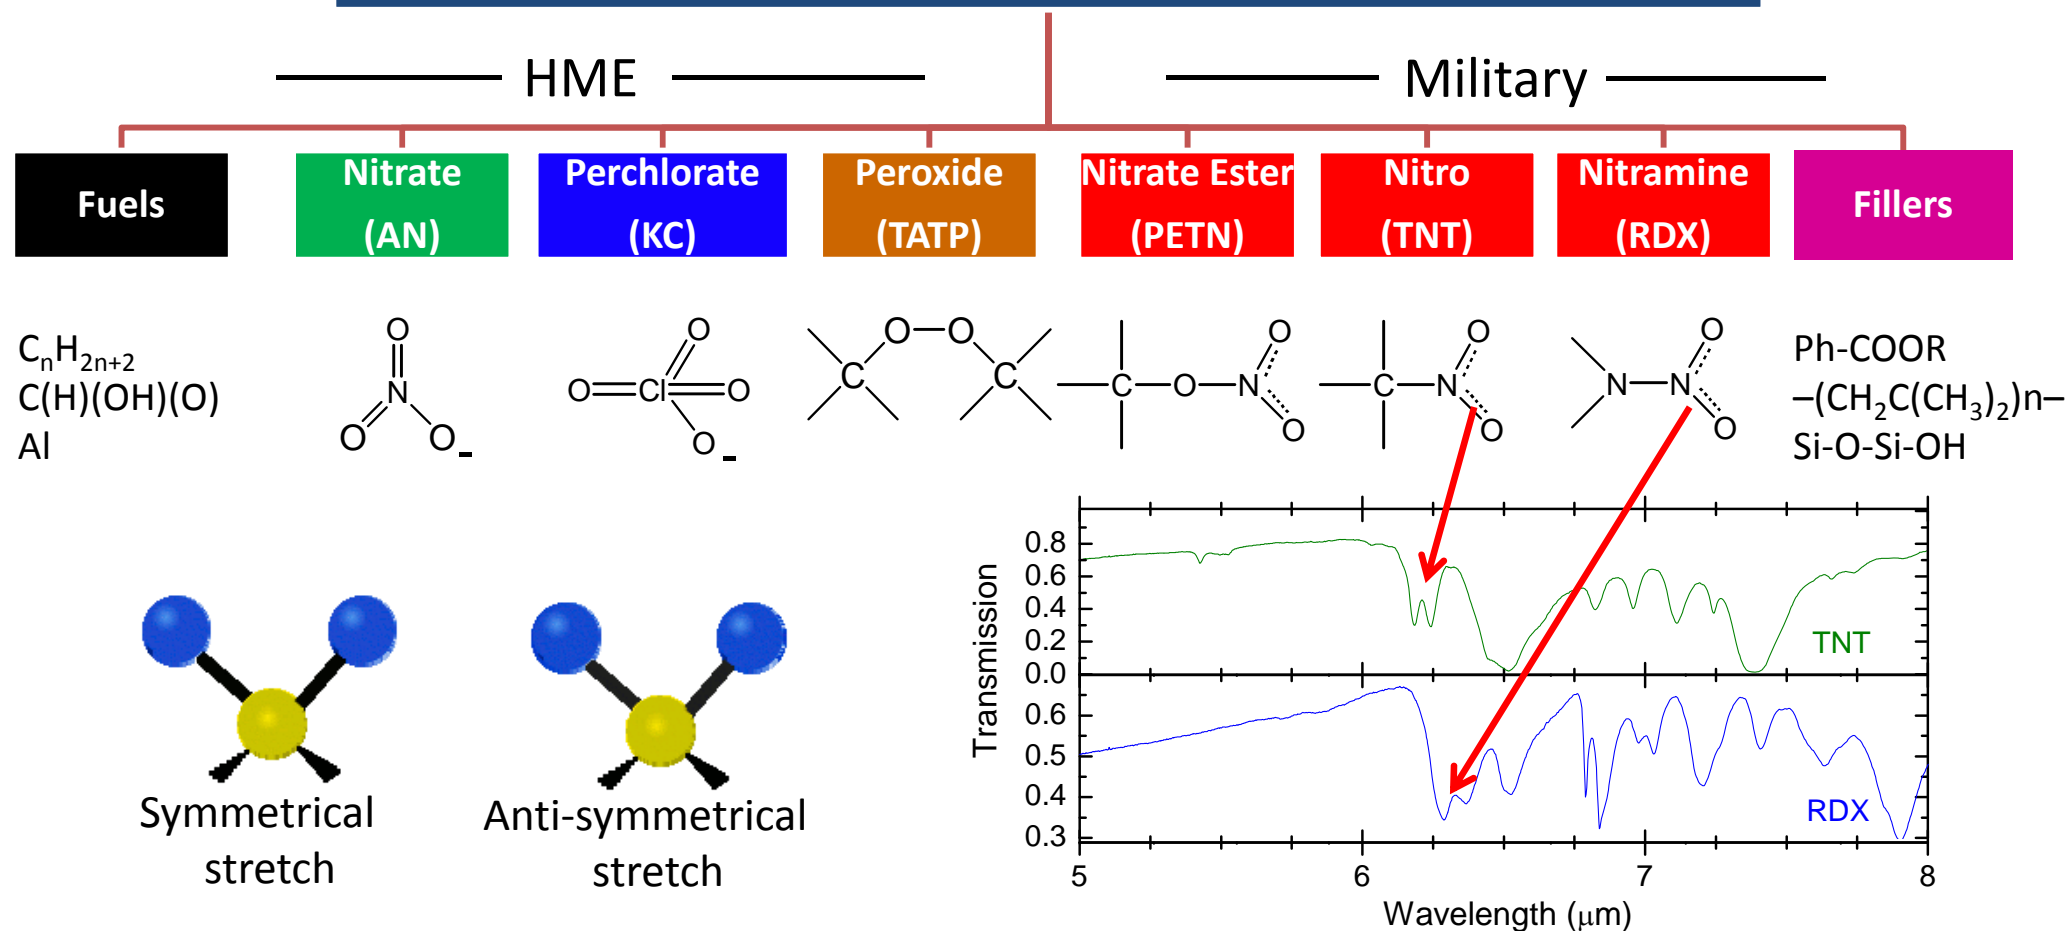 HME
Military
Fuels
Nitrate
(AN)
Perchlorate
(KC)
Peroxide
(TATP)
Nitrate Ester
(PETN)
Nitro
(TNT)
Nitramine
(RDX)
Fillers
CₙH₂ₙ₊₂
C(H)(OH)(O)
Al
O
N
O
O
-
O
O
Cl
O
O
-
O
O
C
C
C
O
N
O
O
C
N
O
O
N
N
O
O
Ph-COOR
–(CH₂C(CH₃)₂)n–
Si-O-Si-OH
Symmetrical
stretch
Anti-symmetrical
stretch
Transmission
0.8
0.6
0.4
0.2
0.0
TNT
0.6
0.5
0.4
0.3
RDX
5
6
7
8
Wavelength (μm)